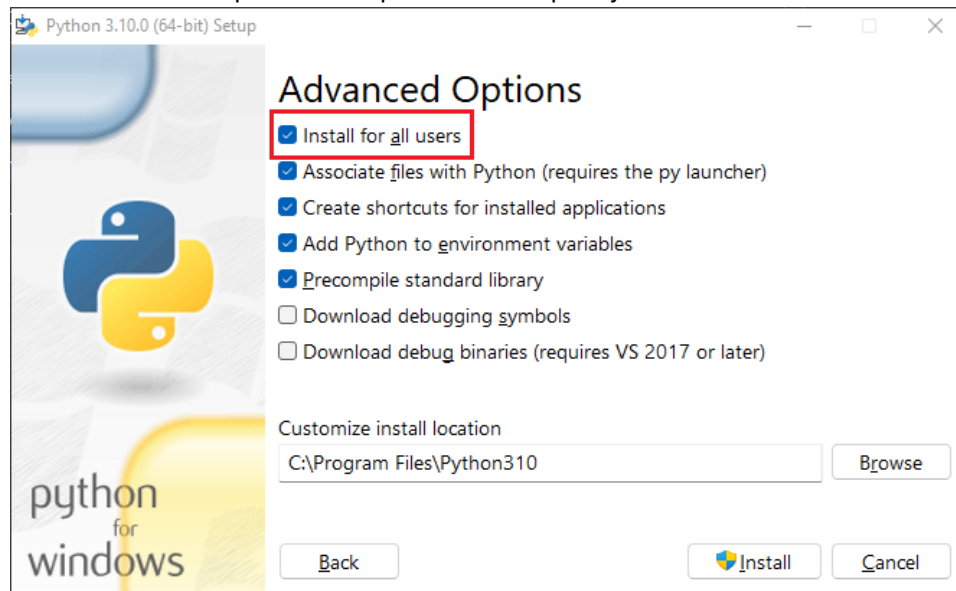 Python 3.10.0 (64-bit) Setup
Advanced Options
Install for all users
Associate files with Python (requires the py launcher)
Create shortcuts for installed applications
Add Python to environment variables
Precompile standard library
Download debugging symbols
Download debug binaries (requires VS 2017 or later)
Customize install location
C:\Program Files\Python310
Browse
python
for
windows
Back
Install
Cancel